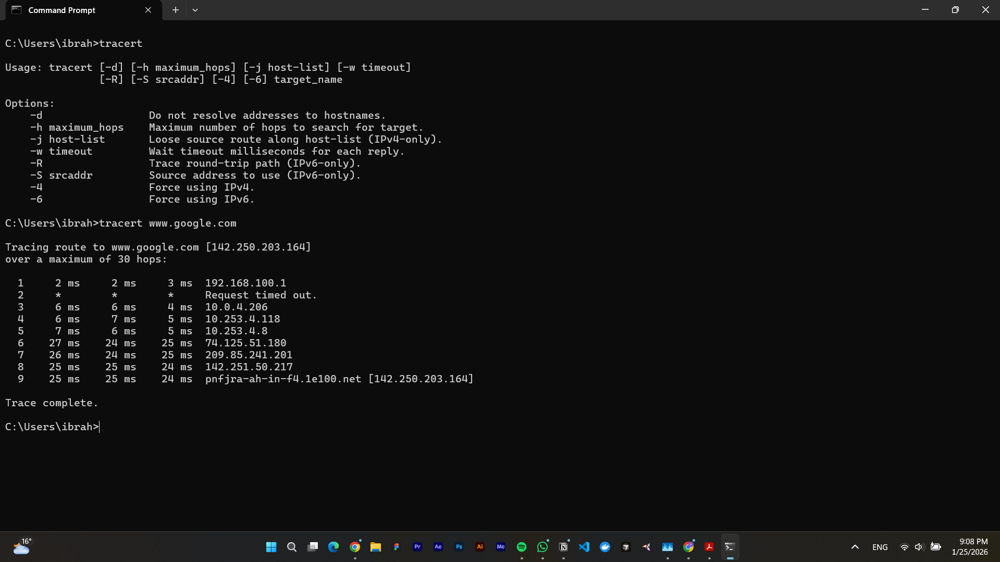 Command Prompt
C:\Users\ibrah>tracert
Usage: tracert [-d] [-h maximum_hops] [-j host-list] [-w timeout]
               [-R] [-S srcaddr] [-4] [-6] target_name
Options:
    -d                 Do not resolve addresses to hostnames.
    -h maximum_hops    Maximum number of hops to search for target.
    -j host-list       Loose source route along host-list (IPv4-only).
    -w timeout         Wait timeout milliseconds for each reply.
    -R                 Trace round-trip path (IPv6-only).
    -S srcaddr         Source address to use (IPv6-only).
    -4                 Force using IPv4.
    -6                 Force using IPv6.
C:\Users\ibrah>tracert www.google.com
Tracing route to www.google.com [142.250.203.164]
over a maximum of 30 hops:
  1     2 ms     2 ms     3 ms  192.168.100.1
  2     *        *        *     Request timed out.
  3     6 ms     6 ms     4 ms  10.0.4.206
  4     6 ms     7 ms     5 ms  10.253.4.118
  5     7 ms     6 ms     5 ms  10.253.4.8
  6    27 ms    24 ms    25 ms  74.125.51.180
  7    26 ms    24 ms    25 ms  209.85.241.201
  8    25 ms    25 ms    24 ms  142.251.50.217
  9    25 ms    25 ms    24 ms  pnfjra-ah-in-f4.1e100.net [142.250.203.164]
Trace complete.
C:\Users\ibrah>
16°
Pr Ae Ps Ai Me
ENG
9:08 PM
1/25/2026